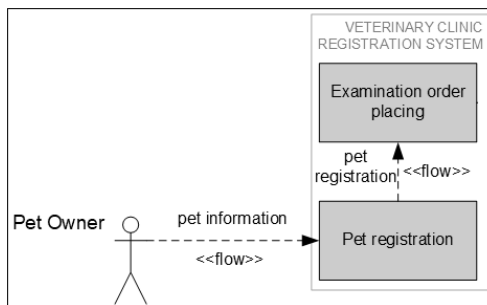 VETERINARY CLINIC
REGISTRATION SYSTEM
Examination order
placing
pet
registration
<<flow>>
Pet Owner
pet information
<<flow>>
Pet registration